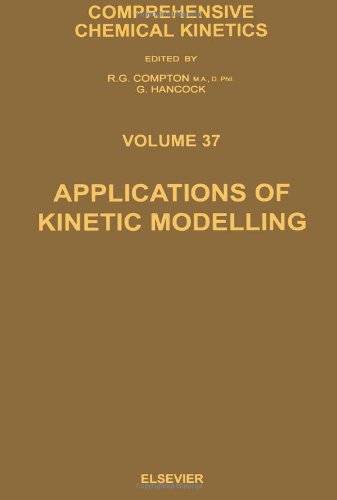 COMPREHENSIVE
CHEMICAL KINETICS
EDITED BY
R.G. COMPTON M.A., D. Phil.
G. HANCOCK
VOLUME 37
APPLICATIONS OF
KINETIC MODELLING
ELSEVIER